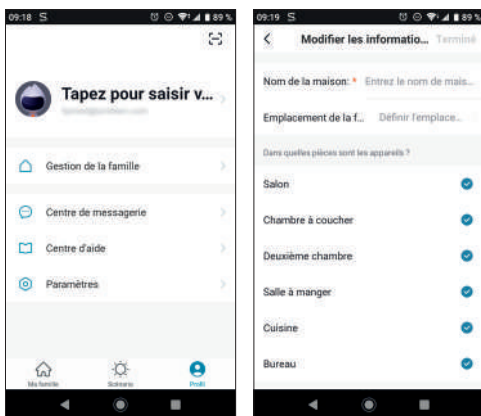 09:18 S 89 %
Tapez pour saisir v...
Gestion de la famille
Centre de messagerie
Centre d'aide
Paramètres
Ma famille Scénario Profil
09:19 S 89 %
Modifier les informatio... Terminé
Nom de la maison: * Entrez le nom de mais...
Emplacement de la f... Définir l'emplace...
Dans quelles pièces sont les appareils ?
Salon
Chambre à coucher
Deuxième chambre
Salle à manger
Cuisine
Bureau